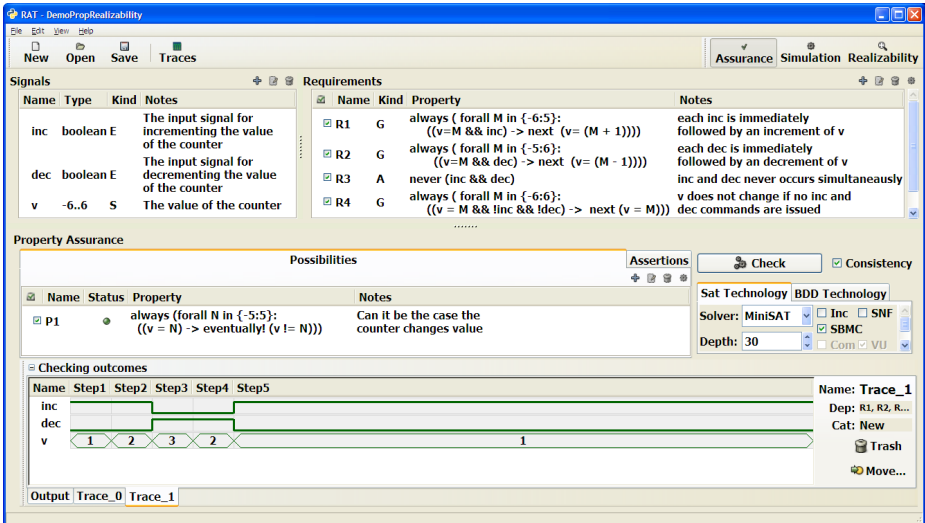 RAT - DemoPropRealizability
File Edit View Help
New Open Save Traces
Assurance Simulation Realizability
Signals
Name Type Kind Notes
inc boolean E The input signal for incrementing the value of the counter
dec boolean E The input signal for decrementing the value of the counter
v -6..6 S The value of the counter
Requirements
Name Kind Property Notes
R1 G always ( forall M in {-6:5}: each inc is immediately
((v=M && inc) -> next (v= (M + 1)))) followed by an increment of v
R2 G always ( forall M in {-5:6}: each dec is immediately
((v=M && dec) -> next (v= (M - 1)))) followed by an decrement of v
R3 A never (inc && dec) inc and dec never occurs simultaneausly
R4 G always ( forall M in {-6:6}: v does not change if no inc and
((v = M && !inc && !dec) -> next (v = M))) dec commands are issued
Property Assurance
Possibilities Assertions
Name Status Property Notes
P1 always (forall N in {-5:5}: Can it be the case the
((v = N) -> eventually! (v != N))) counter changes value
Check Consistency
Sat Technology BDD Technology
Solver: MiniSAT Inc SNF
SBMC
Depth: 30 Com VU
Checking outcomes
Name Step1 Step2 Step3 Step4 Step5
inc
dec
v 1 2 3 2 1
Name: Trace_1
Dep: R1, R2, R...
Cat: New
Trash
Move...
Output Trace_0 Trace_1